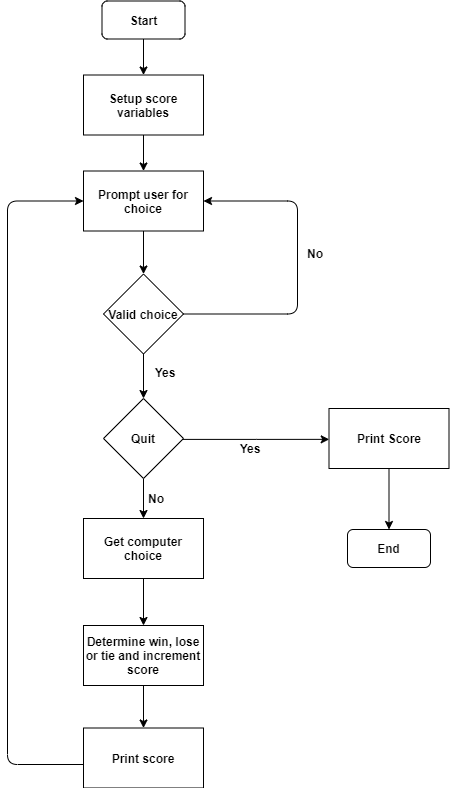 Start
Setup score
variables
Prompt user for
choice
No
Valid choice
Yes
Quit
Yes
Print Score
No
End
Get computer
choice
Determine win, lose
or tie and increment
score
Print score